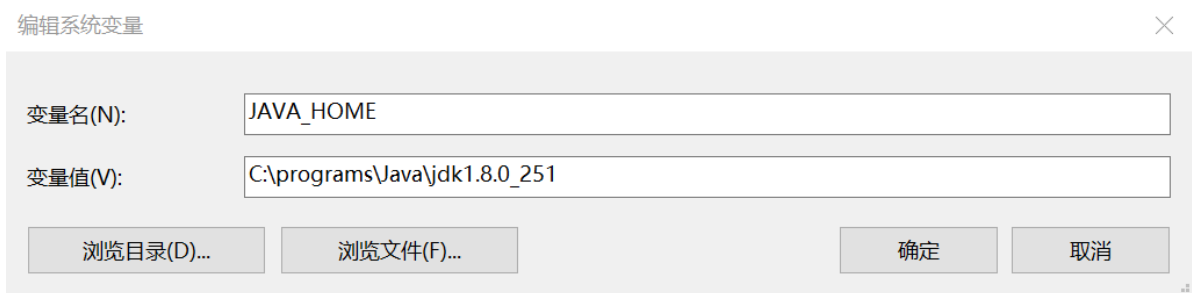 编辑系统变量
变量名(N):
JAVA_HOME
变量值(V):
C:\programs\Java\jdk1.8.0_251
浏览目录(D)...
浏览文件(F)...
确定
取消